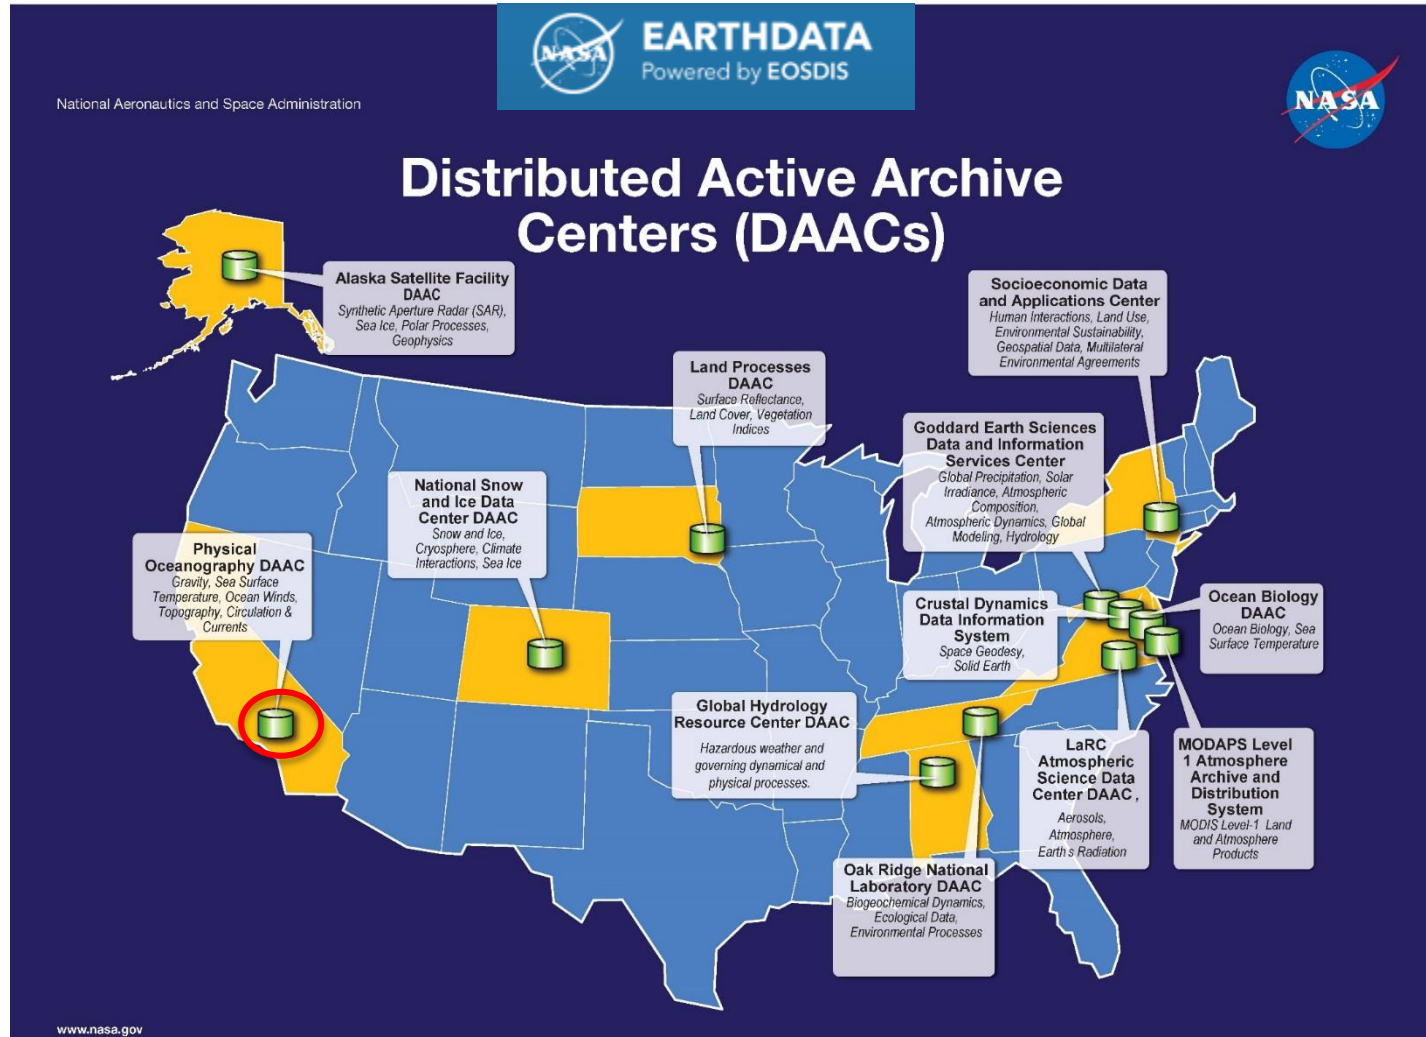 NASA
EARTHDATA
Powered by EOSDIS
National Aeronautics and Space Administration
NASA
Distributed Active Archive
Centers (DAACs)
Alaska Satellite Facility
DAAC
Synthetic Aperture Radar (SAR),
Sea Ice, Polar Processes,
Geophysics
Socioeconomic Data
and Applications Center
Human Interactions, Land Use,
Environmental Sustainability,
Geospatial Data, Multilateral
Environmental Agreements
Land Processes
DAAC
Surface Reflectance,
Land Cover, Vegetation
Indices
Goddard Earth Sciences
Data and Information
Services Center
Global Precipitation, Solar
Irradiance, Atmospheric
Composition,
Atmospheric Dynamics, Global
Modeling, Hydrology
National Snow
and Ice Data
Center DAAC
Snow and Ice,
Cryosphere, Climate
Interactions, Sea Ice
Physical
Oceanography DAAC
Gravity, Sea Surface
Temperature, Ocean Winds,
Topography, Circulation &
Currents
Crustal Dynamics
Data Information
System
Space Geodesy,
Solid Earth
Ocean Biology
DAAC
Ocean Biology, Sea
Surface Temperature
Global Hydrology
Resource Center DAAC
Hazardous weather and
governing dynamical and
physical processes.
LaRC
Atmospheric
Science Data
Center DAAC ,
Aerosols,
Atmosphere,
Earth's Radiation
MODAPS Level
1 Atmosphere
Archive and
Distribution
System
MODIS Level-1 Land
and Atmosphere
Products
Oak Ridge National
Laboratory DAAC
Biogeochemical Dynamics,
Ecological Data,
Environmental Processes
www.nasa.gov